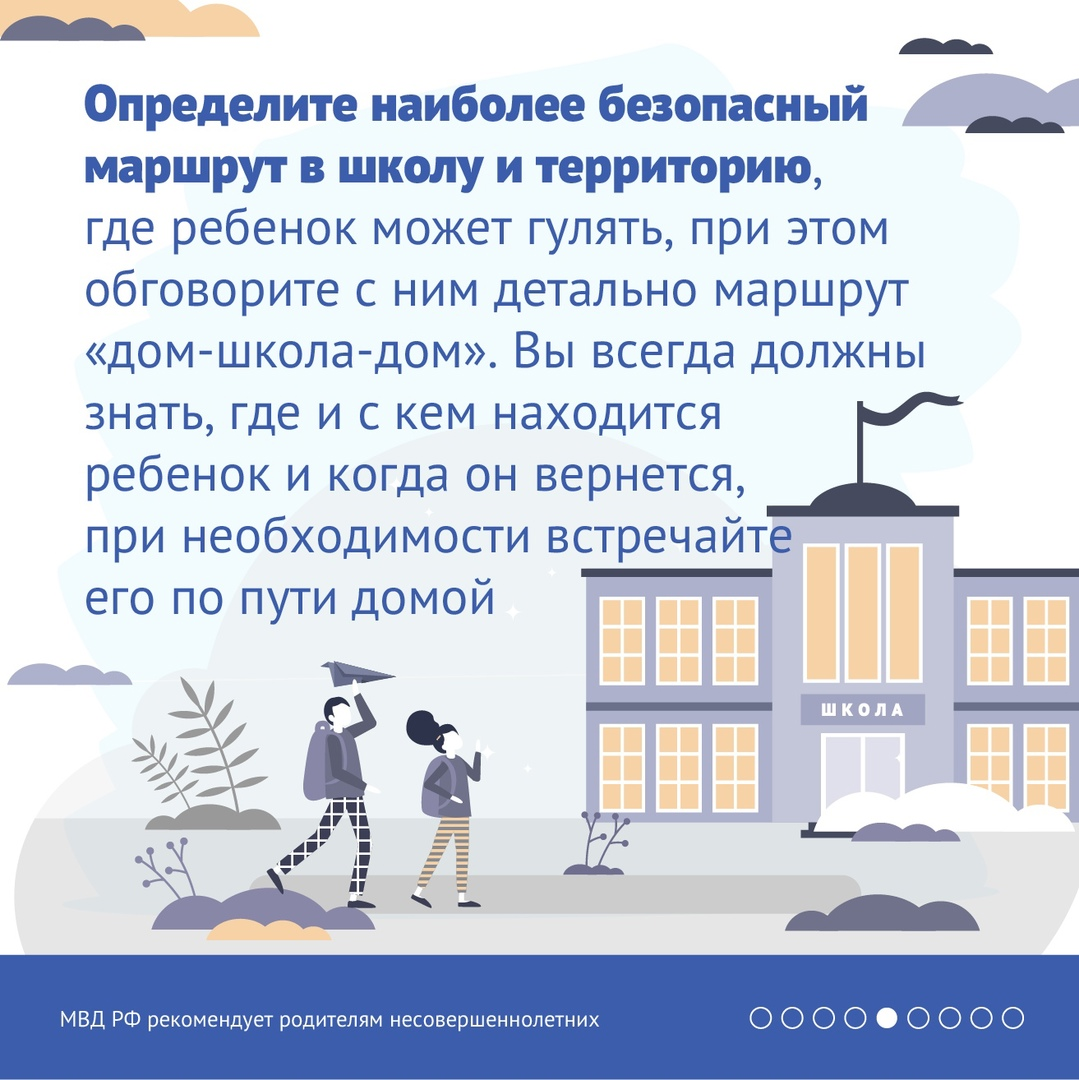 Определите наиболее безопасный
маршрут в школу и территорию,
где ребенок может гулять, при этом
обговорите с ним детально маршрут
«дом-школа-дом». Вы всегда должны
знать, где и с кем находится
ребенок и когда он вернется,
при необходимости встречайте
его по пути домой
ШКОЛА
МВД РФ рекомендует родителям несовершеннолетних